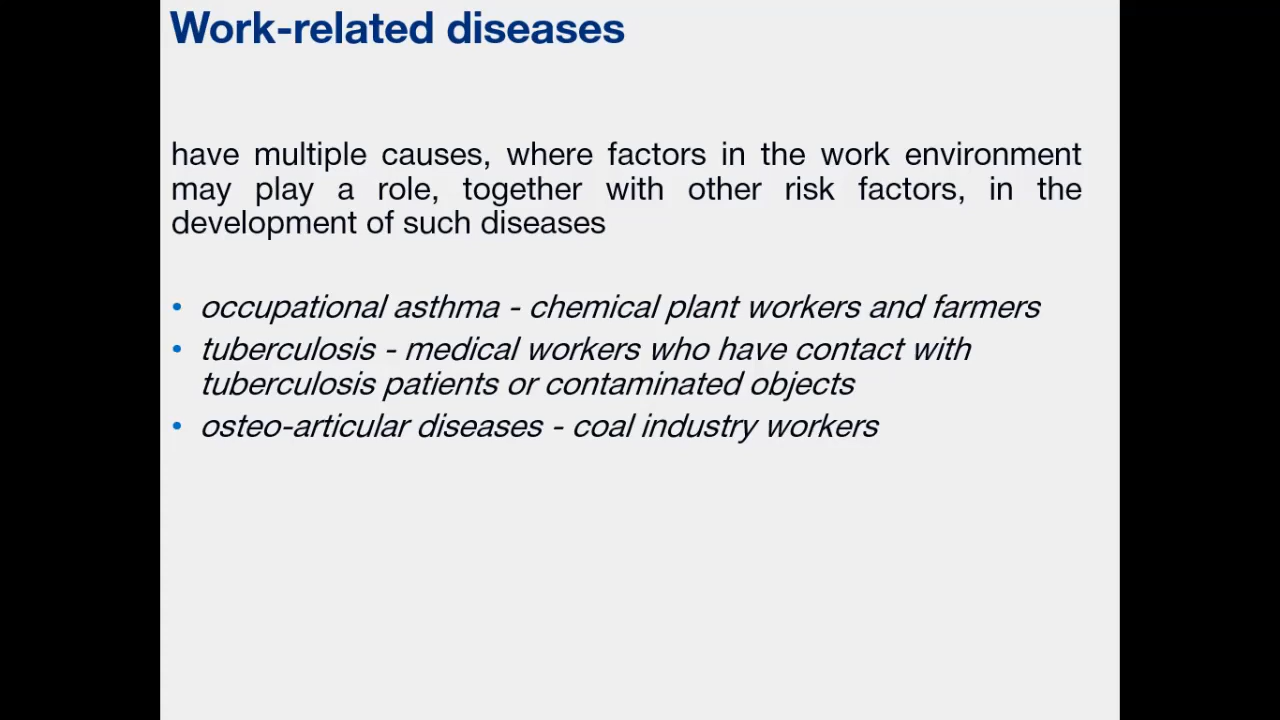 Work-related diseases
have multiple causes, where factors in the work environment
may play a role, together with other risk factors, in the
development of such diseases
• occupational asthma - chemical plant workers and farmers
• tuberculosis - medical workers who have contact with
tuberculosis patients or contaminated objects
• osteo-articular diseases - coal industry workers